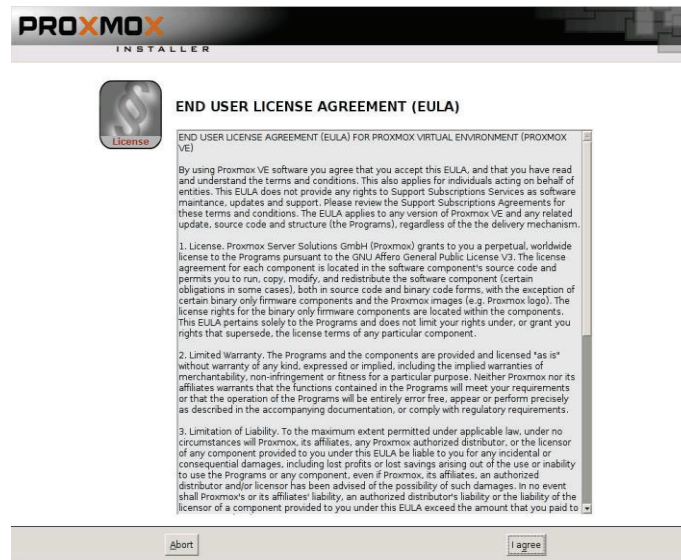 PROXMOX
INSTALLER
License
END USER LICENSE AGREEMENT (EULA)
END USER LICENSE AGREEMENT (EULA) FOR PROXMOX VIRTUAL ENVIRONMENT (PROXMOX
VE)
By using Proxmox VE software you agree that you accept this EULA, and that you have read
and understand the terms and conditions. This also applies for individuals acting on behalf of
entities. This EULA does not provide any rights to Support Subscriptions Services as software
maintance, updates and support. Please review the Support Subscriptions Agreements for
these terms and conditions. The EULA applies to any version of Proxmox VE and any related
update, source code and structure (the Programs), regardless of the the delivery mechanism.
1. License. Proxmox Server Solutions GmbH (Proxmox) grants to you a perpetual, worldwide
license to the Programs pursuant to the GNU Affero General Public License V3. The license
agreement for each component is located in the software component's source code and
permits you to run, copy, modify, and redistribute the software component (certain
obligations in some cases), both in source code and binary code forms, with the exception of
certain binary only firmware components and the Proxmox images (e.g. Proxmox logo). The
license rights for the binary only firmware components are located within the components.
This EULA pertains solely to the Programs and does not limit your rights under, or grant you
rights that supersede, the license terms of any particular component.
2. Limited Warranty. The Programs and the components are provided and licensed "as is"
without warranty of any kind, expressed or implied, including the implied warranties of
merchantability, non-infringement or fitness for a particular purpose. Neither Proxmox nor its
affiliates warrants that the functions contained in the Programs will meet your requirements
or that the operation of the Programs will be entirely error free, appear or perform precisely
as described in the accompanying documentation, or comply with regulatory requirements.
3. Limitation of Liability. To the maximum extent permitted under applicable law, under no
circumstances will Proxmox, its affiliates, any Proxmox authorized distributor, or the licensor
of any component provided to you under this EULA be liable to you for any incidental or
consequential damages, including lost profits or lost savings arising out of the use or inability
to use the Programs or any component, even if Proxmox, its affiliates, an authorized
distributor and/or licensor has been advised of the possibility of such damages. In no event
shall Proxmox's or its affiliates' liability, an authorized distributor's liability or the liability of the
licensor of a component provided to you under this EULA exceed the amount that you paid to
Abort
I agree